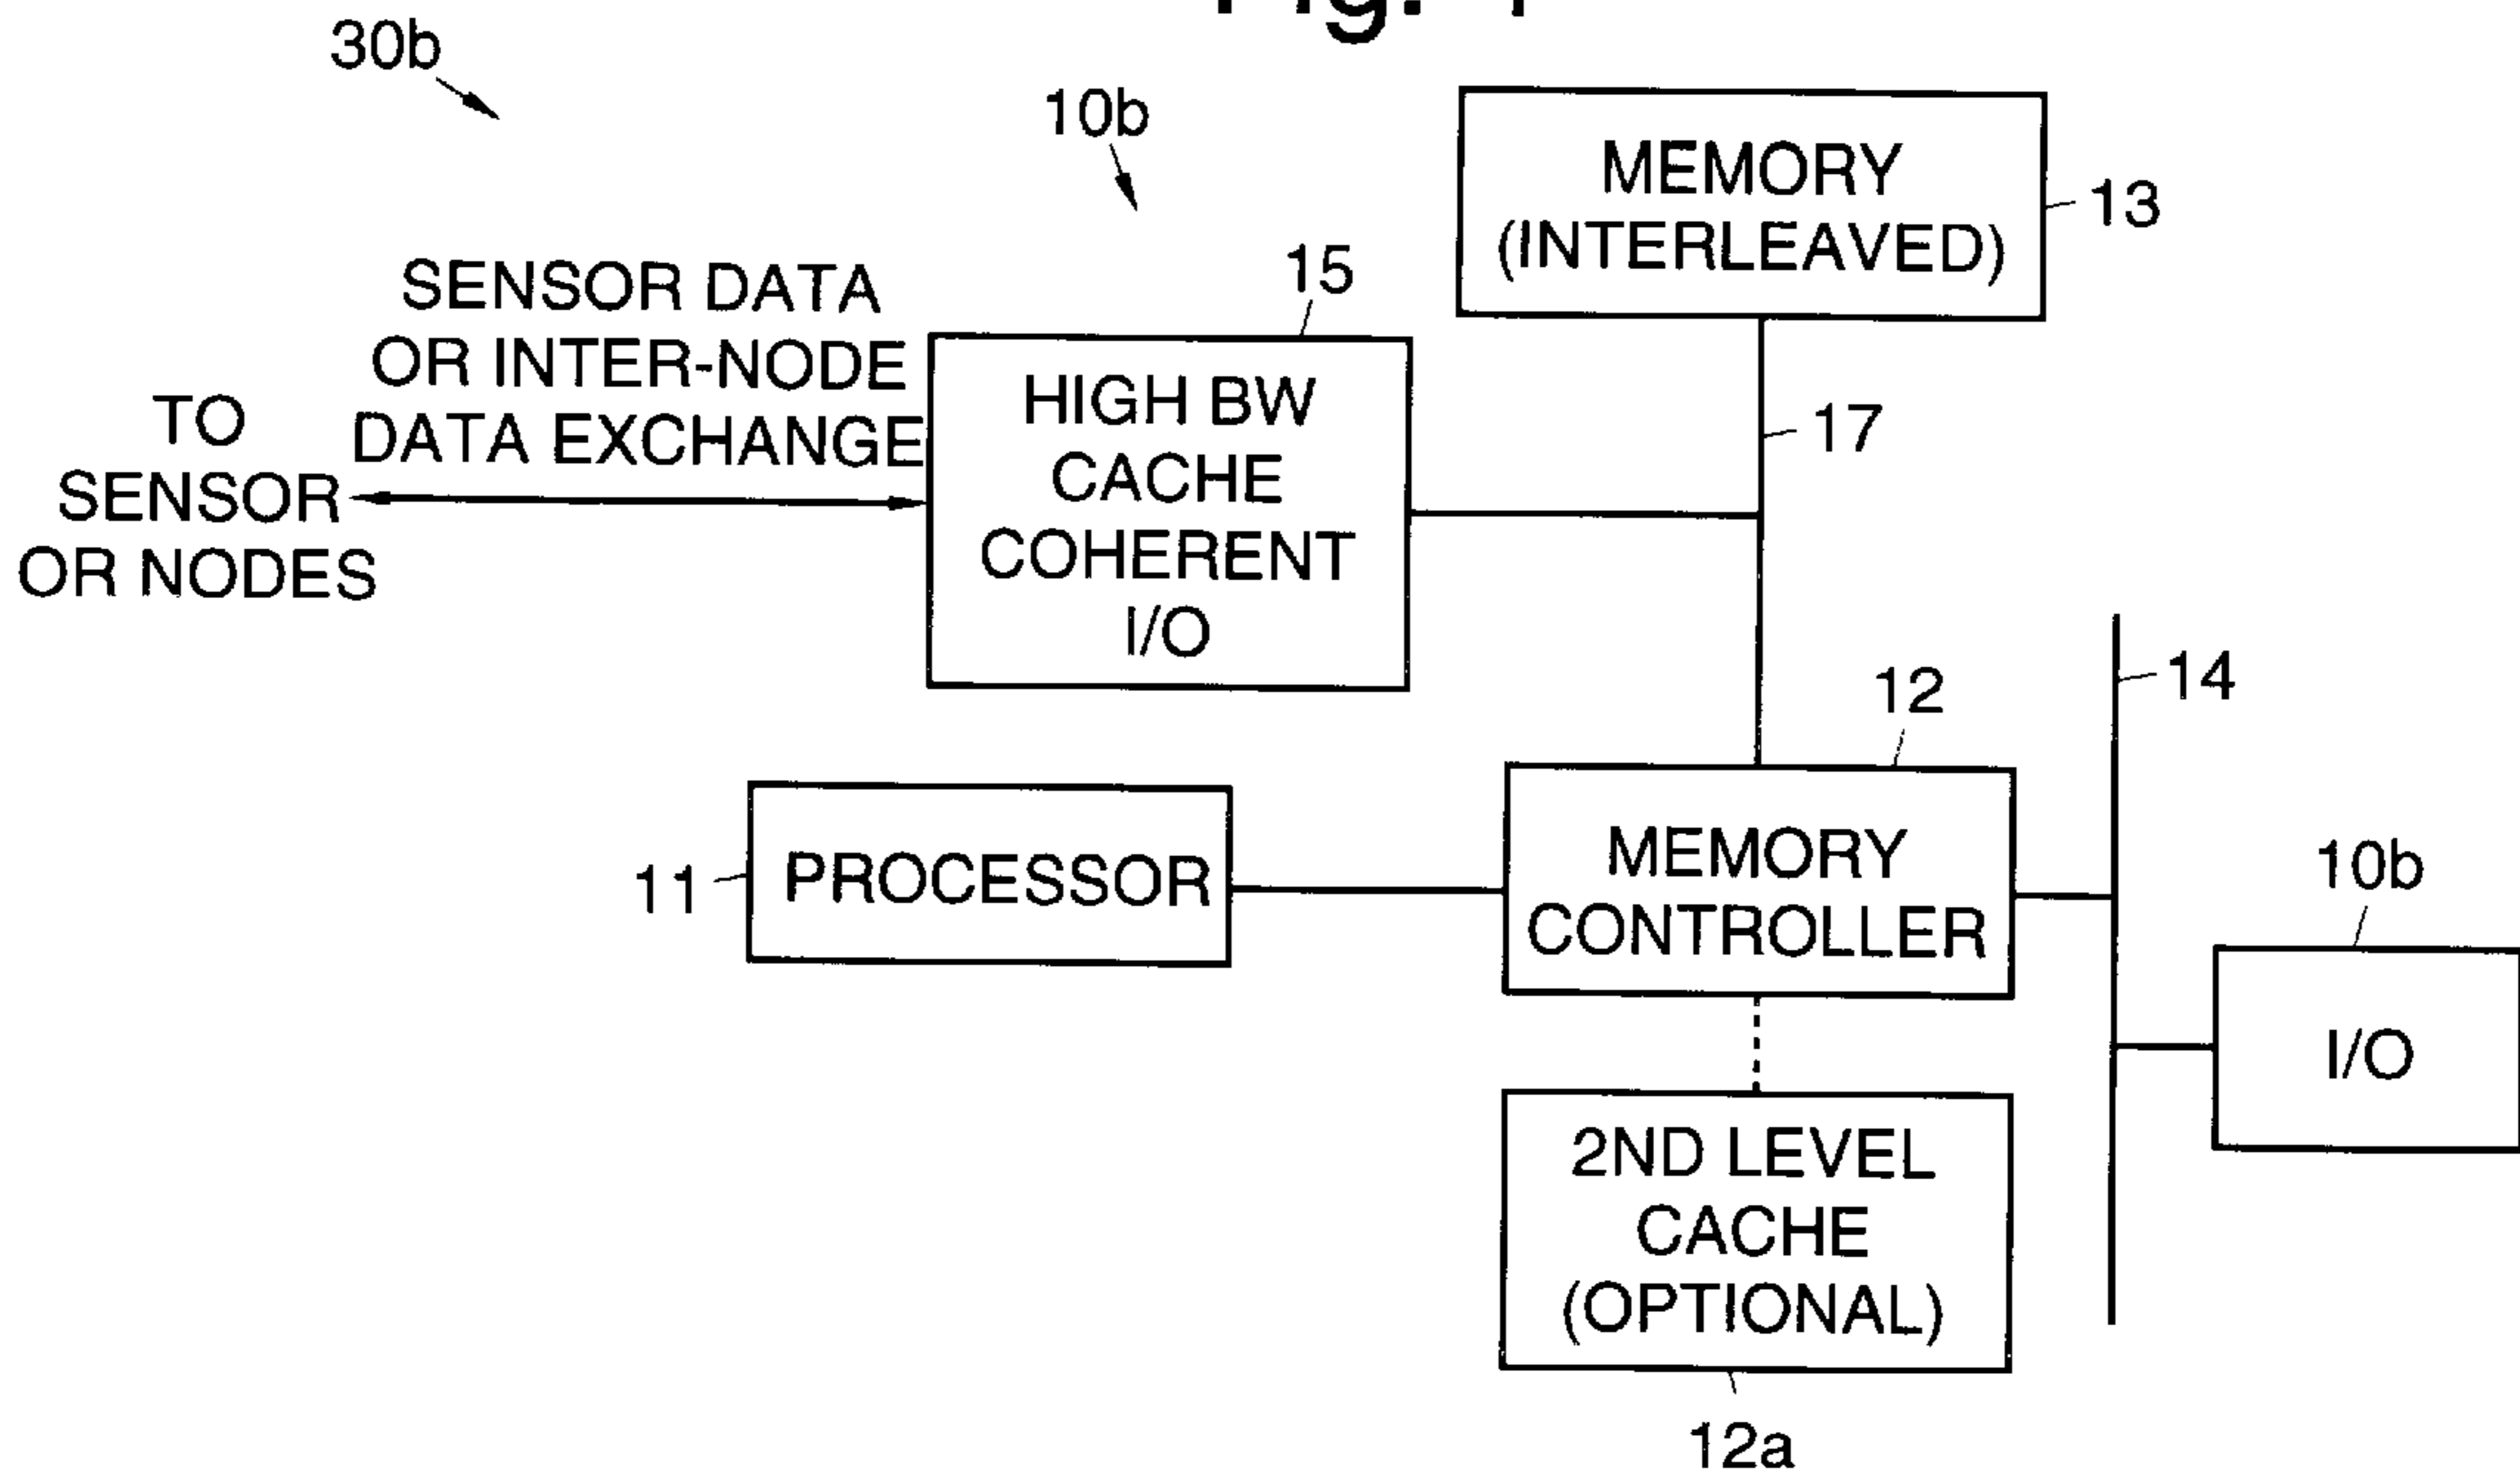 30b
10b
MEMORY
(INTERLEAVED)
13
15
SENSOR DATA
OR INTER-NODE
DATA EXCHANGE
TO
SENSOR
OR NODES
HIGH BW
CACHE
COHERENT
I/O
17
14
12
11
PROCESSOR
MEMORY
CONTROLLER
10b
I/O
2ND LEVEL
CACHE
(OPTIONAL)
12a